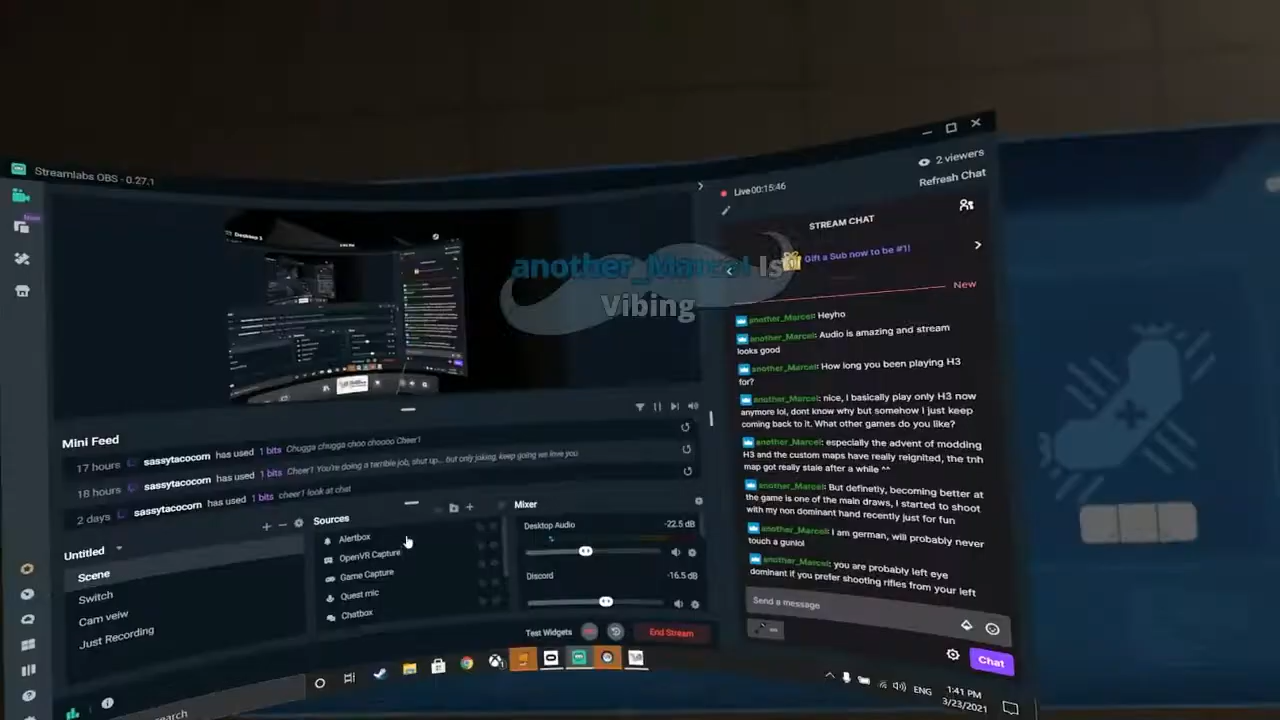 Streamlabs OBS - 0.27.1
2 viewers
Live 00:15:46
Refresh Chat
STREAM CHAT
Gift a Sub now to be #1!
New
another_Marcel Is
Vibing
another_Marcel: Heyho
another_Marcel: Audio is amazing and stream
looks good
another_Marcel: How long you been playing H3
for?
another_Marcel: nice, I basically play only H3 now
anymore lol, dont know why but somehow I just keep
coming back to it. What other games do you like?
another_Marcel: especially the advent of modding
H3 and the custom maps have really reignited, the tnh
map got really stale after a while ^^
another_Marcel: But definetly, becoming better at
the game is one of the main draws, I started to shoot
with my non dominant hand recently just for fun
another_Marcel: I am german, will probably never
touch a gunlol
another_Marcel: you are probably left eye
dominant if you prefer shooting rifles from your left
Send a message
Chat
Mini Feed
17 hours sassytacocorn has used 1 bits Chugga chugga choo choooo Cheer1
18 hours sassytacocorn has used 1 bits Cheer1 You're doing a terrible job, shut up... but only joking, keep going we love you
2 days sassytacocorn has used 1 bits cheer1 look at chat
Untitled
Scene
Switch
Cam veiw
Just Recording
Sources
Alertbox
OpenVR Capture
Game Capture
Quest mic
Chatbox
Mixer
Desktop Audio -22.5 dB
Discord -16.5 dB
Test Widgets
End Stream
ENG
1:41 PM
3/23/2021